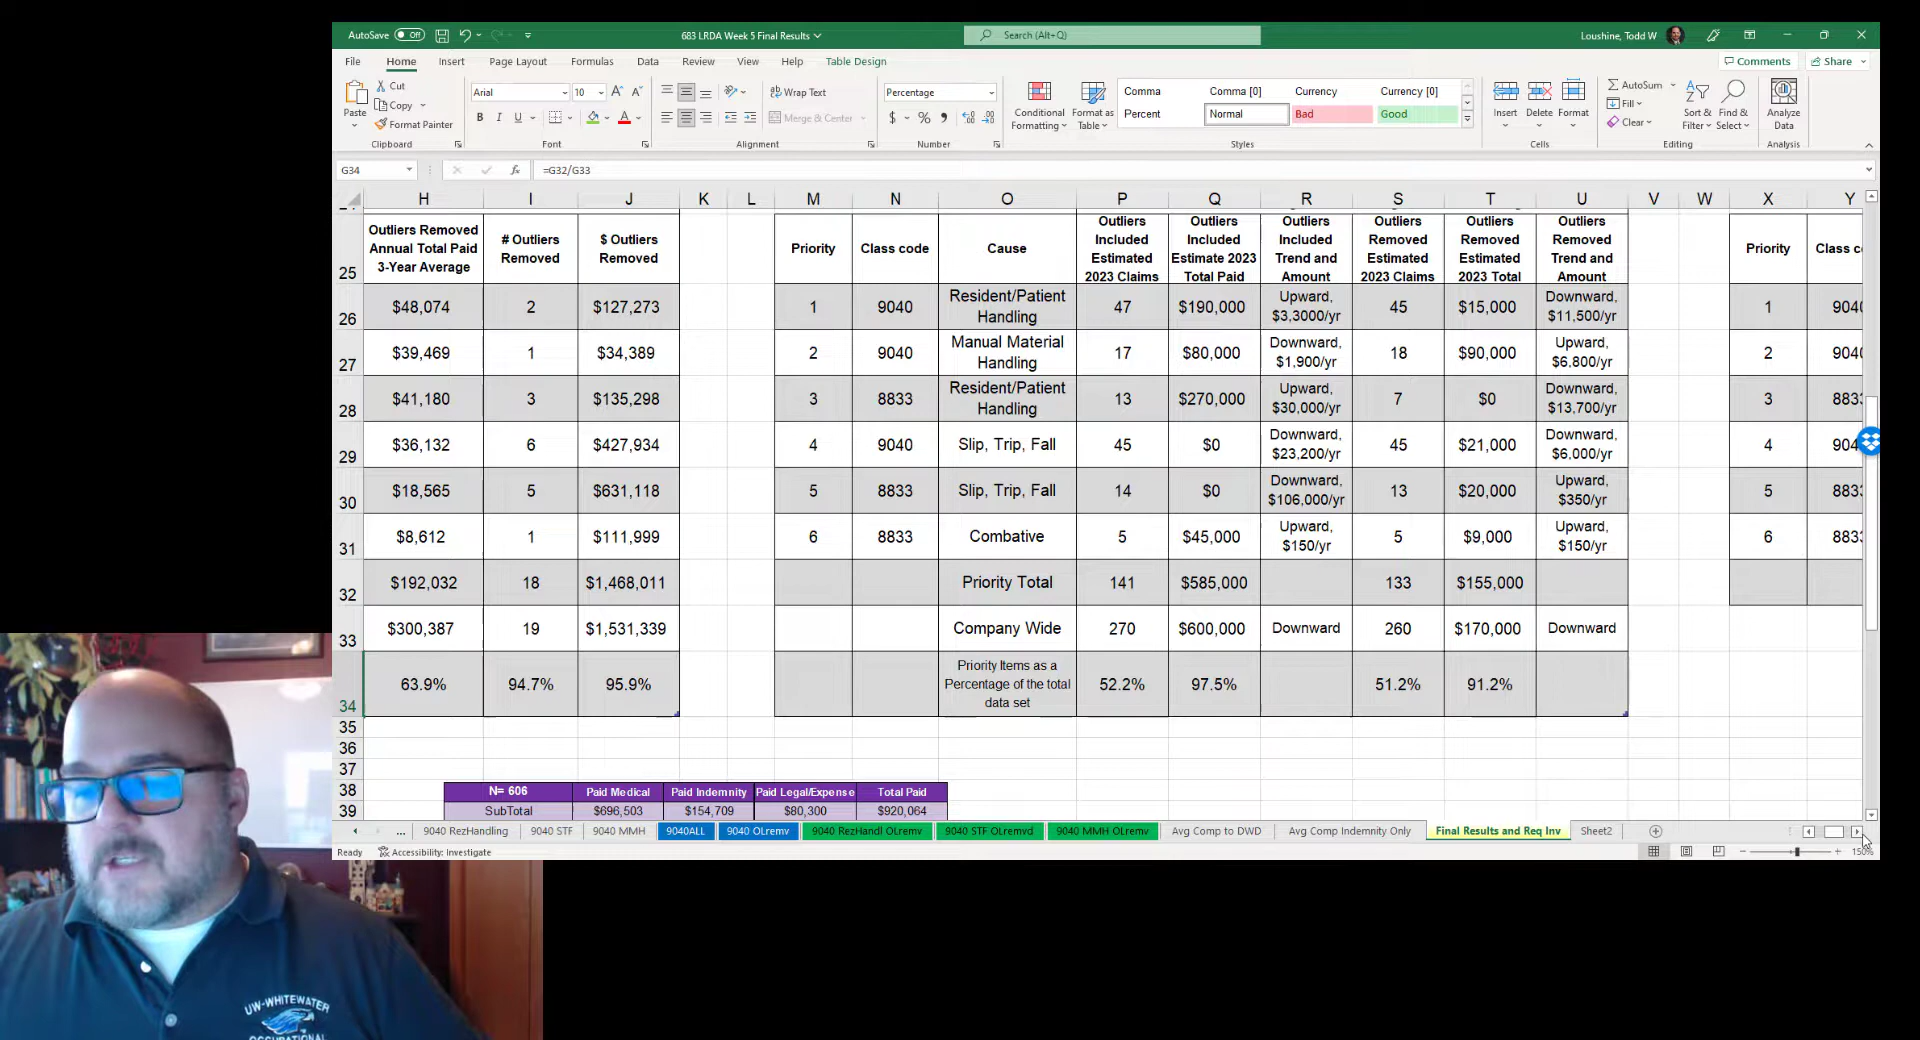 AutoSave Off 683 LRDA Week 5 Final Results Search (Alt+Q) Loushine, Todd W
File Home Insert Page Layout Formulas Data Review View Help Table Design Comments Share
Paste Cut Copy Format Painter Clipboard
Arial 10 B I U Font
Wrap Text Merge & Center Alignment
Percentage $ % Number
Conditional Formatting Format as Table
Comma Comma [0] Currency Currency [0]
Percent Normal Bad Good
Styles
Insert Delete Format Cells
AutoSum Fill Clear Sort & Filter Find & Select Editing
Analyze Data Analysis
G34 fx =G32/G33
H I J K L M N O P Q R S T U V W X Y
25 Outliers Removed Annual Total Paid 3-Year Average # Outliers Removed $ Outliers Removed Priority Class code Cause Outliers Included Estimated 2023 Claims Outliers Included Estimate 2023 Total Paid Outliers Included Trend and Amount Outliers Removed Estimated 2023 Claims Outliers Removed Estimated 2023 Total Outliers Removed Trend and Amount Priority Class c
26 $48,074 2 $127,273 1 9040 Resident/Patient Handling 47 $190,000 Upward, $3,3000/yr 45 $15,000 Downward, $11,500/yr 1 9040
27 $39,469 1 $34,389 2 9040 Manual Material Handling 17 $80,000 Downward, $1,900/yr 18 $90,000 Upward, $6,800/yr 2 9040
28 $41,180 3 $135,298 3 8833 Resident/Patient Handling 13 $270,000 Upward, $30,000/yr 7 $0 Downward, $13,700/yr 3 8833
29 $36,132 6 $427,934 4 9040 Slip, Trip, Fall 45 $0 Downward, $23,200/yr 45 $21,000 Downward, $6,000/yr 4 904
30 $18,565 5 $631,118 5 8833 Slip, Trip, Fall 14 $0 Downward, $106,000/yr 13 $20,000 Upward, $350/yr 5 8833
31 $8,612 1 $111,999 6 8833 Combative 5 $45,000 Upward, $150/yr 5 $9,000 Upward, $150/yr 6 8833
32 $192,032 18 $1,468,011 Priority Total 141 $585,000 133 $155,000
33 $300,387 19 $1,531,339 Company Wide 270 $600,000 Downward 260 $170,000 Downward
34 63.9% 94.7% 95.9% Priority Items as a Percentage of the total data set 52.2% 97.5% 51.2% 91.2%
35
36
37
38 N= 606 Paid Medical Paid Indemnity Paid Legal/Expense Total Paid
39 SubTotal $696,503 $154,709 $80,300 $920,064
... 9040 RezHandling 9040 STF 9040 MMH 9040ALL 9040 OLremv 9040 RezHandl OLremv 9040 STF OLremvd 9040 MMH OLremv Avg Comp to DWD Avg Comp Indemnity Only Final Results and Req Inv Sheet2
Ready Accessibility: Investigate 150%
UW-WHITEWATER
OCCUPATIONAL